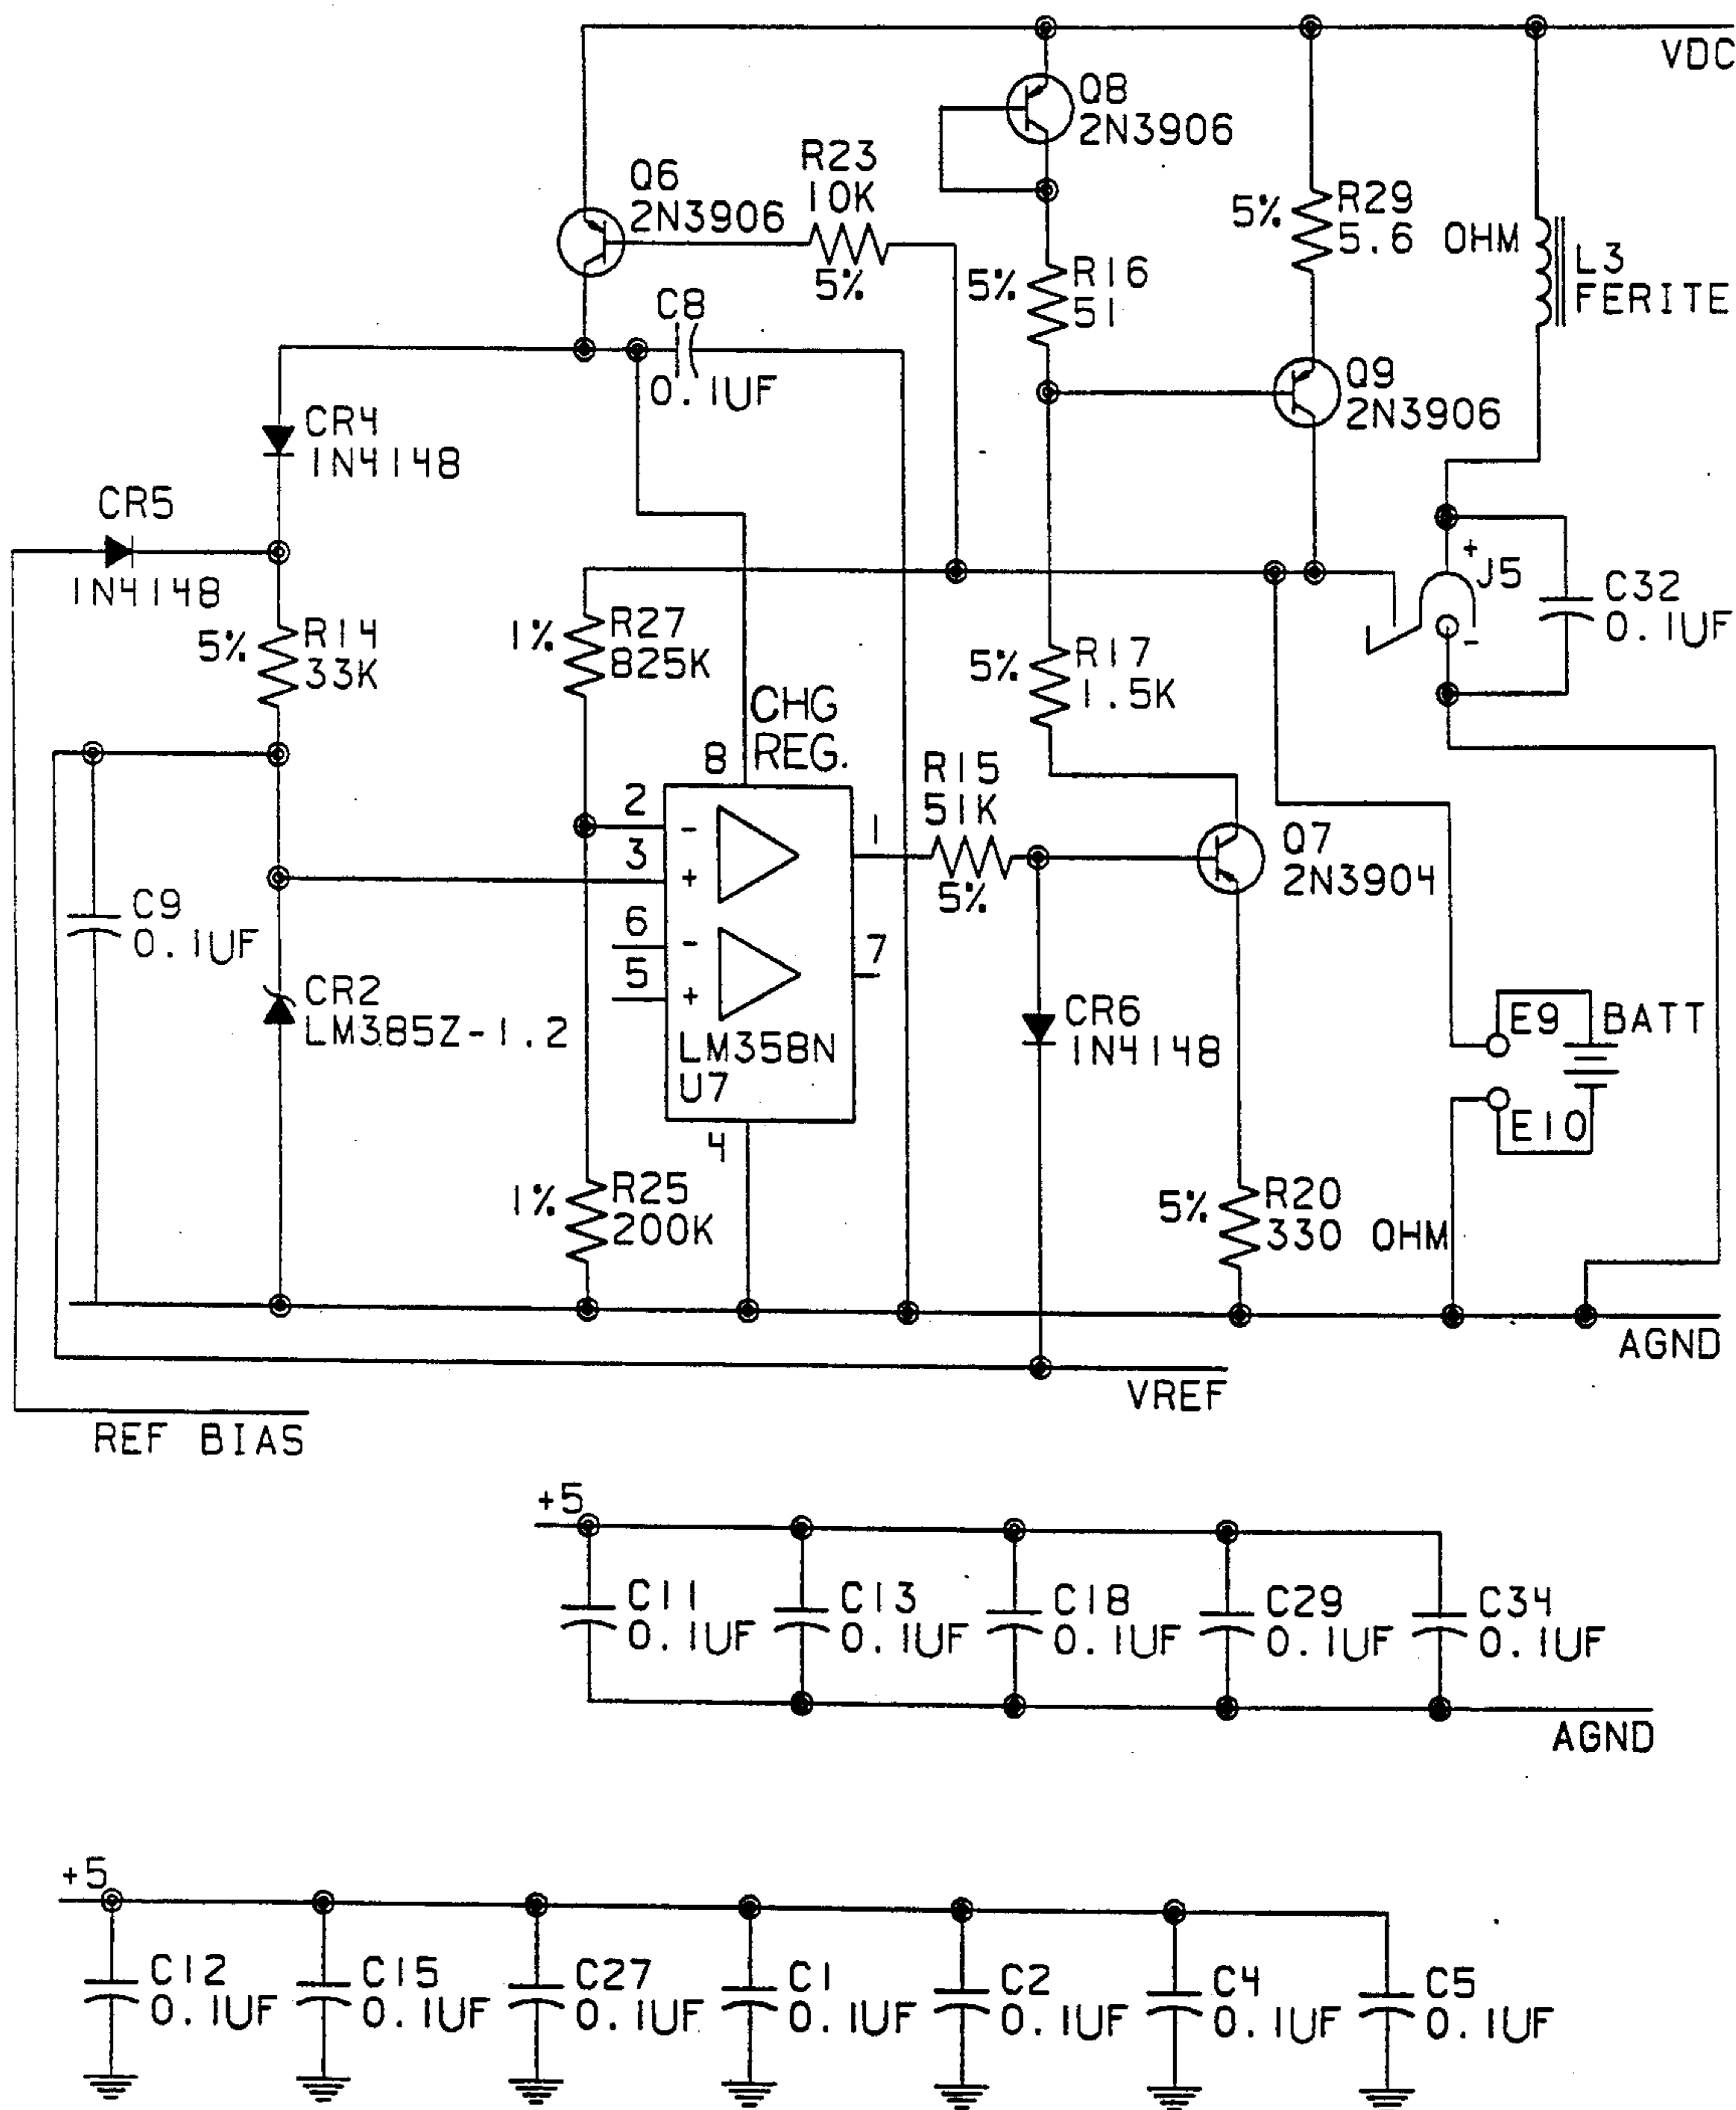 VDC
Q8
2N3906
R23
10K
5%
Q6
2N3906
5%
R29
5.6 OHM
L3
FERITE
5%
R16
51
C8
0.1UF
Q9
2N3906
CR4
1N4148
CR5
1N4148
+
J5
-
C32
0.1UF
5%
R14
33K
1%
R27
825K
5%
R17
1.5K
CHG
REG.
8
R15
51K
5%
2
-
3
+
1
6
-
5
+
7
LM358N
U7
4
Q7
2N3904
C9
0.1UF
CR2
LM385Z-1.2
CR6
1N4148
E9
BATT
E10
1%
R25
200K
5%
R20
330 OHM
AGND
VREF
REF BIAS
+5
C11
0.1UF
C13
0.1UF
C18
0.1UF
C29
0.1UF
C34
0.1UF
AGND
+5
C12
0.1UF
C15
0.1UF
C27
0.1UF
C1
0.1UF
C2
0.1UF
C4
0.1UF
C5
0.1UF